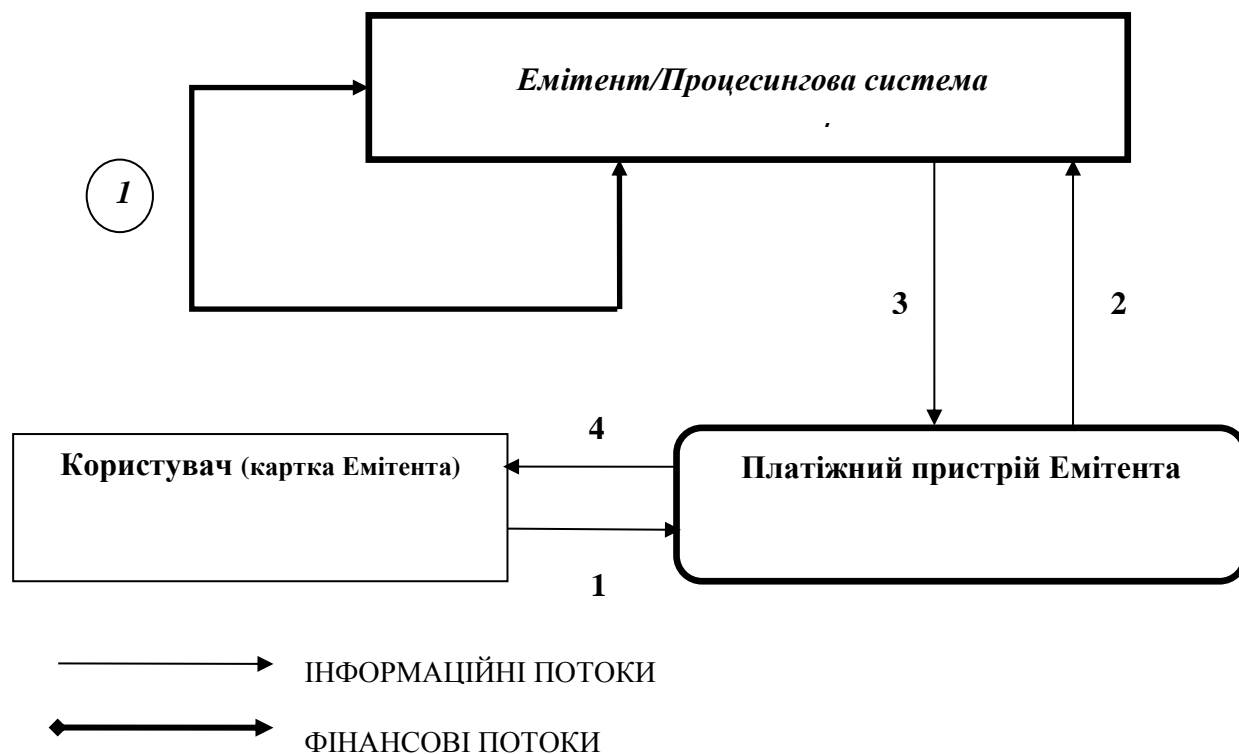 Емітент/Процесингова система
1
3
2
4
Користувач (картка Емітента)
Платіжний пристрій Емітента
1
ІНФОРМАЦІЙНІ ПОТОКИ
ФІНАНСОВІ ПОТОКИ